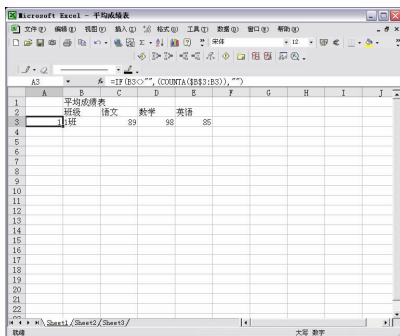 Microsoft Excel - 平均成绩表
文件(F) 编辑(E) 视图(V) 插入(I) 格式(O) 工具(T) 数据(D) 窗口(W) 帮助(H)
宋体 12
A3 fx =IF(B3<>"",(COUNTA($B$3:B3)),"")
A B C D E F G H I J
1 平均成绩表
2 班级 语文 数学 英语
3 1 1班 89 98 85
4
5
6
7
8
9
10
11
12
13
14
15
16
17
18
19
20
21
22
Sheet1 Sheet2 Sheet3
就绪 大写 数字